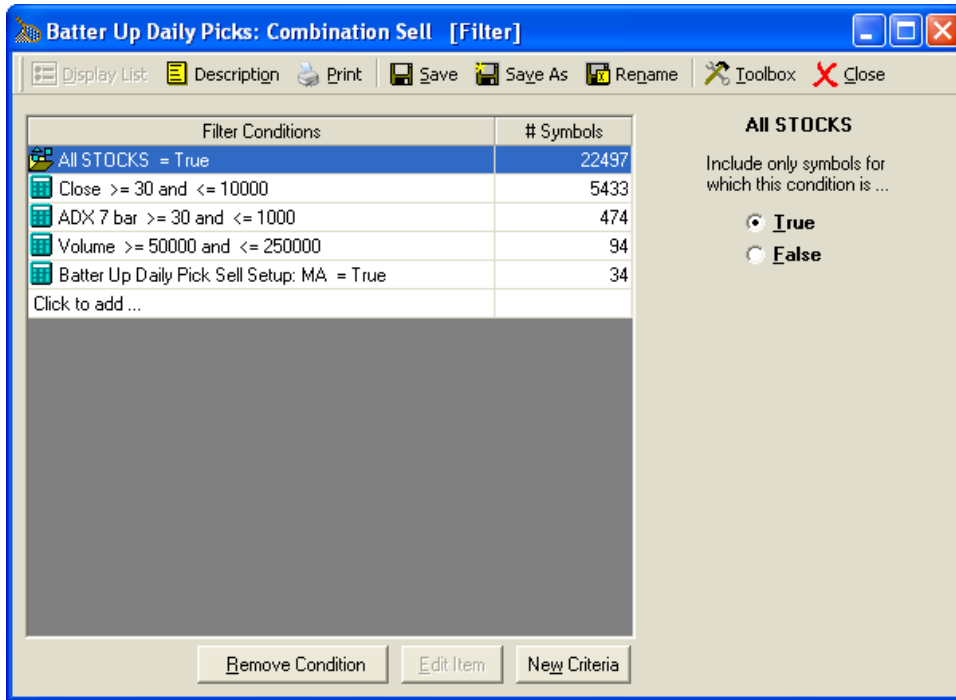 Batter Up Daily Picks: Combination Sell [Filter]
Display List Description Print Save Save As Rename Toolbox Close
Filter Conditions # Symbols
All STOCKS = True 22497
Close >= 30 and <= 10000 5433
ADX 7 bar >= 30 and <= 1000 474
Volume >= 50000 and <= 250000 94
Batter Up Daily Pick Sell Setup: MA = True 34
Click to add ...
All STOCKS
Include only symbols for
which this condition is ...
True
False
Remove Condition Edit Item New Criteria